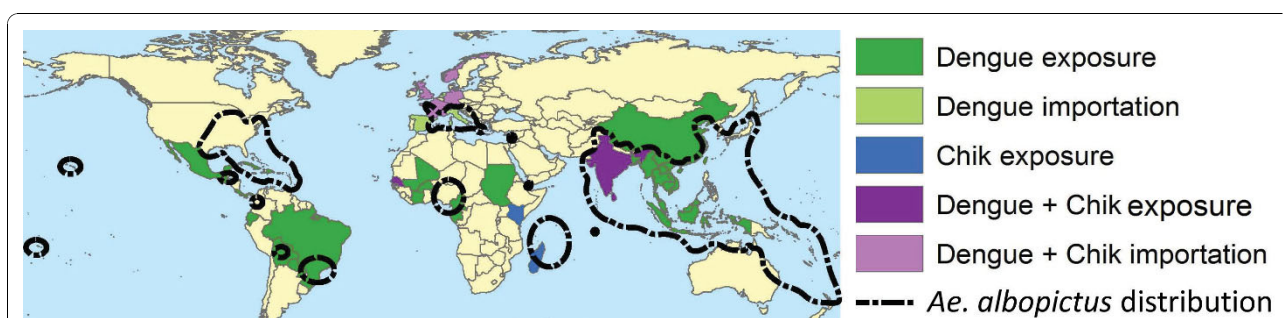 Dengue exposure
Dengue importation
Chik exposure
Dengue + Chik exposure
Dengue + Chik importation
Ae. albopictus distribution